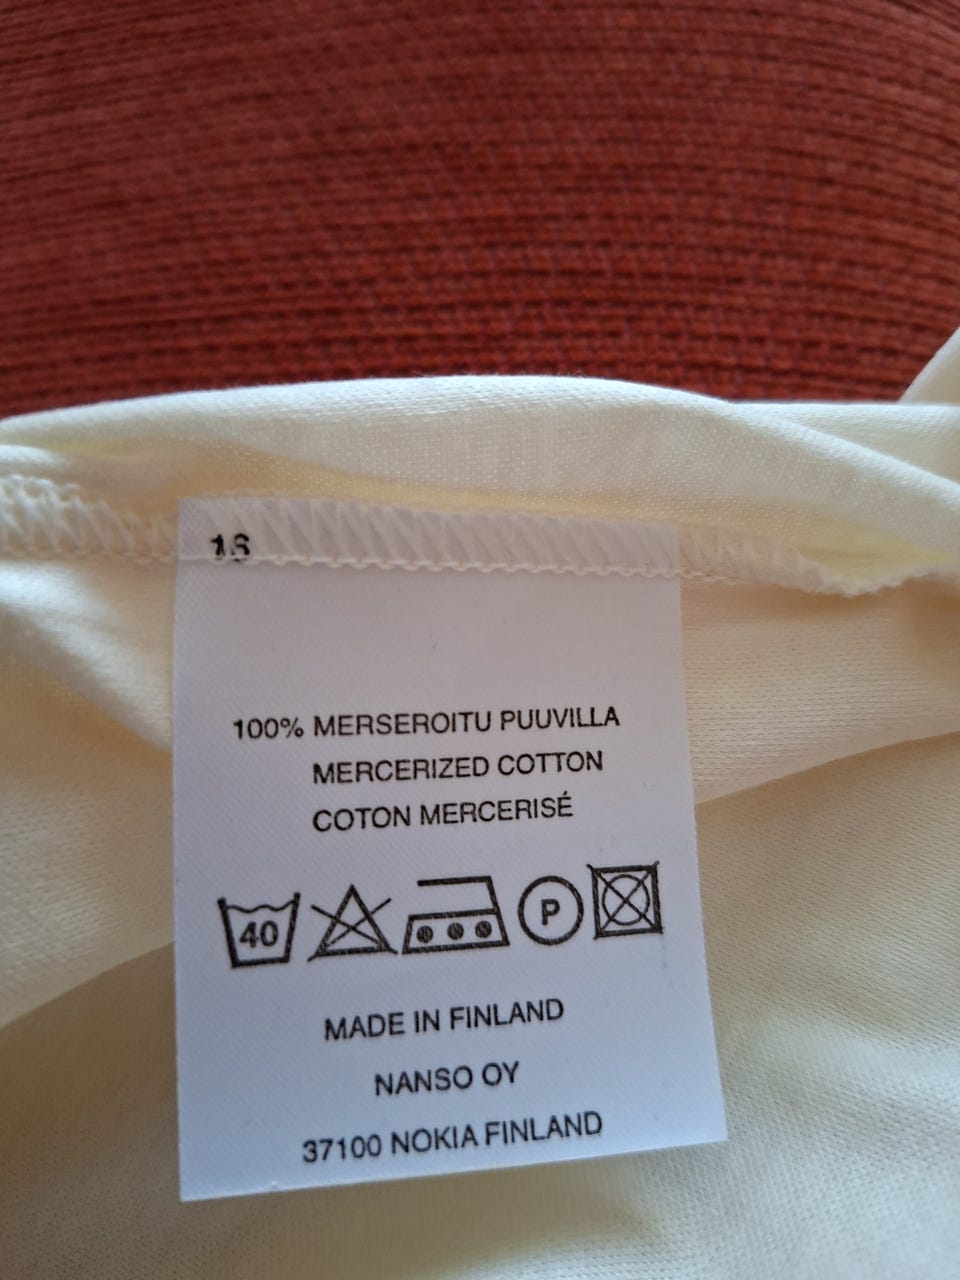 16
100% MERSEROITU PUUVILLA
MERCERIZED COTTON
COTON MERCERISÉ
40 P
MADE IN FINLAND
NANSO OY
37100 NOKIA FINLAND